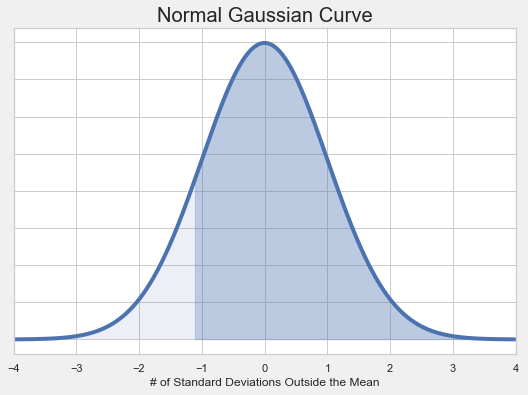 Normal Gaussian Curve
−4 −3 −2 −1 0 1 2 3 4
# of Standard Deviations Outside the Mean